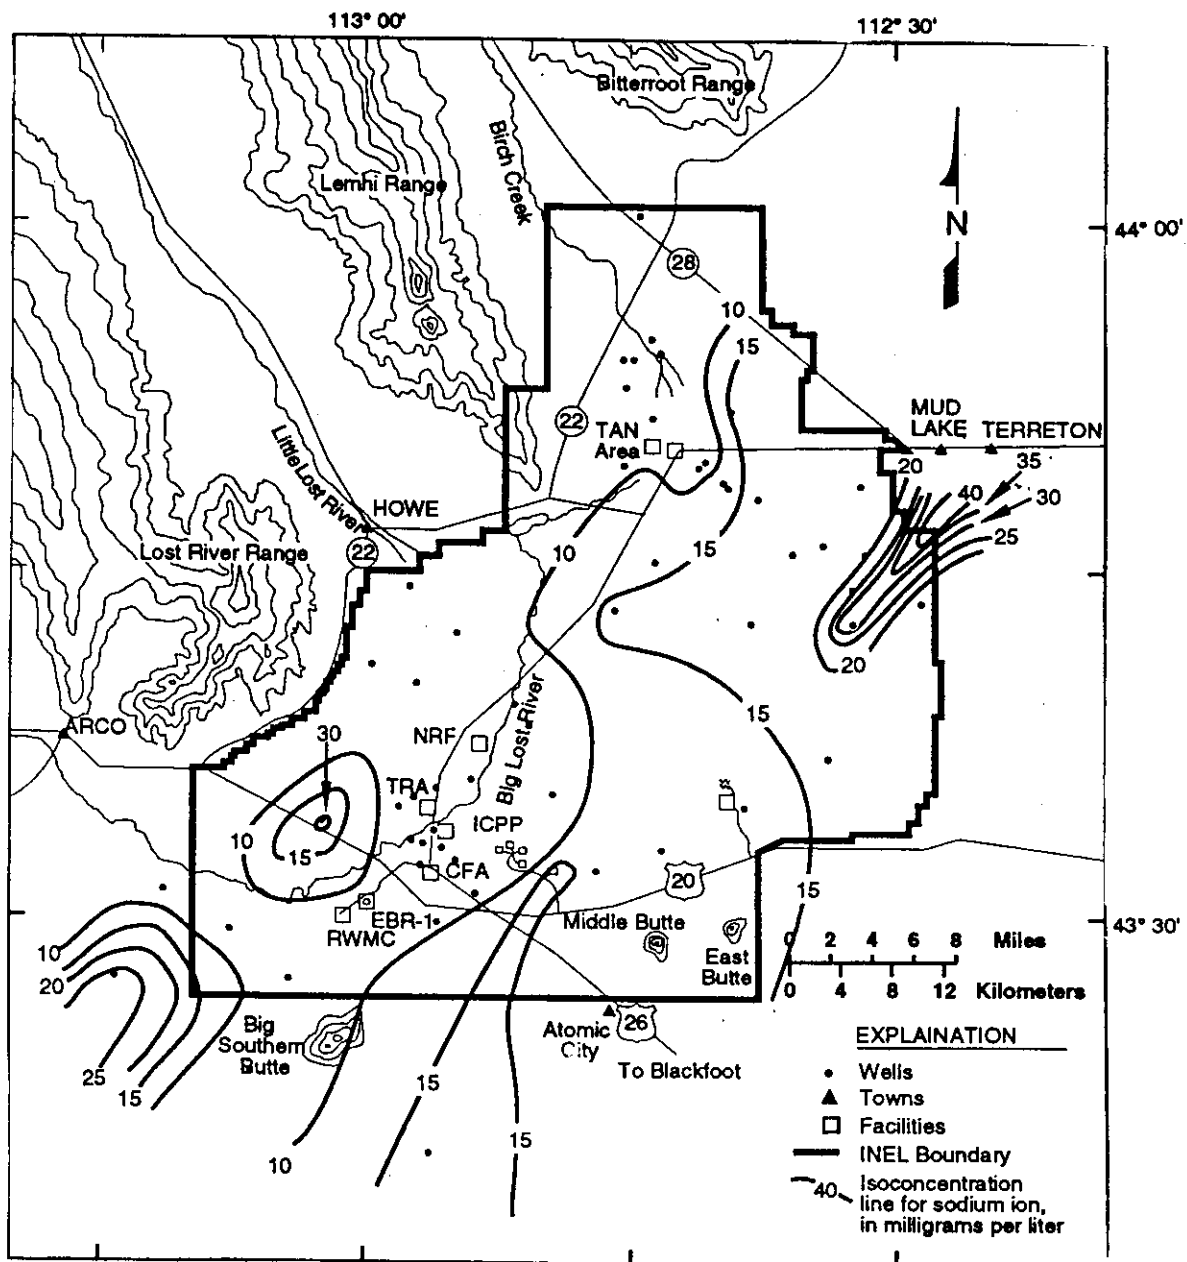 113° 00'
112° 30'
Bitterroot Range
Birch Creek
Lemhi Range
N
44° 00'
28
10
15
22
TAN
Area
MUD
LAKE
TERRETON
20
35
40
30
25
Little Lost River
HOWE
22
Lost River Range
10
15
20
ARCO
30
NRF
Big Lost River
15
TRA
ICPP
10
15
CFA
20
15
EBR-1
RWMC
Middle Butte
East
Butte
43° 30'
0 2 4 6 8 Miles
0 4 8 12 Kilometers
10
20
25
15
Big
Southern
Butte
Atomic
City
26
To Blackfoot
15
15
10
EXPLAINATION
Wells
Towns
Facilities
INEL Boundary
40 Isoconcentration
line for sodium ion,
in milligrams per liter